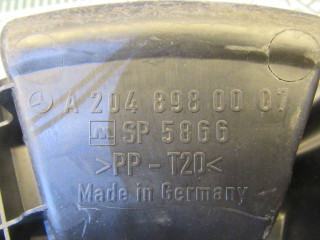 A 204 898 00 07
SP 5866
>PP-T20<
Made in Germany